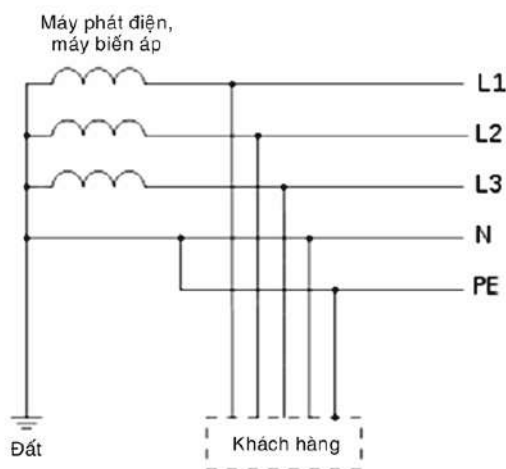 Máy phát điện,
máy biến áp
L1
L2
L3
N
PE
Đất
Khách hàng